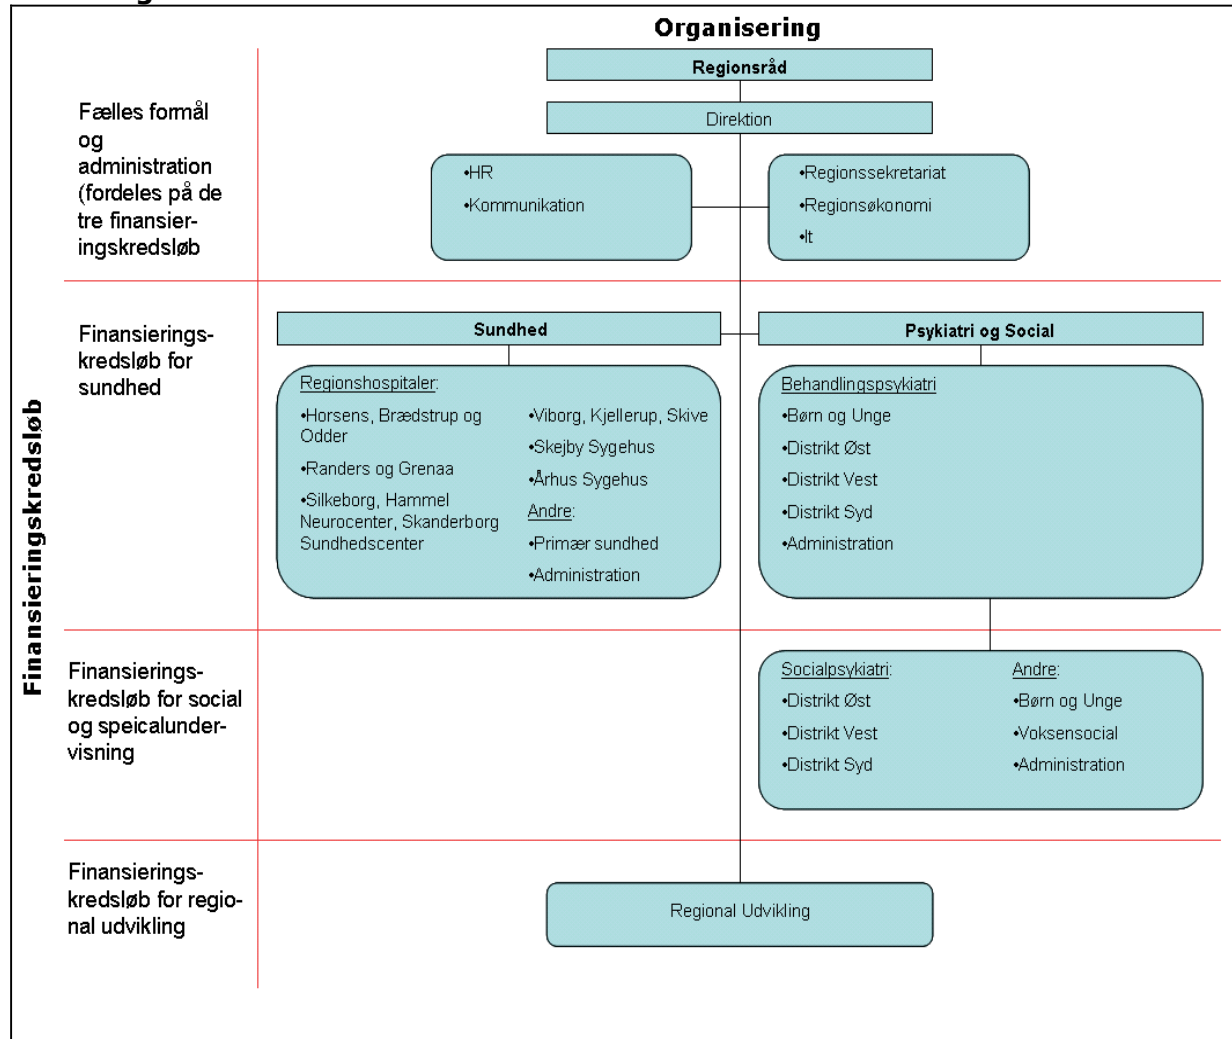 Organisering
Finansieringskredsløb
Fælles formål
og
administration
(fordeles på de
tre finansier-
ingskredsløb
Regionsråd
Direktion
•HR
•Kommunikation
•Regionssekretariat
•Regionsøkonomi
•It
Finansierings-
kredsløb for
sundhed
Sundhed
Regionshospitaler:
•Horsens, Brædstrup og
Odder
•Randers og Grenaa
•Silkeborg, Hammel
Neurocenter, Skanderborg
Sundhedscenter
•Viborg, Kjellerup, Skive
•Skejby Sygehus
•Århus Sygehus
Andre:
•Primær sundhed
•Administration
Psykiatri og Social
Behandlingspsykiatri
•Børn og Unge
•Distrikt Øst
•Distrikt Vest
•Distrikt Syd
•Administration
Finansierings-
kredsløb for social
og speicalunder-
visning
Socialpsykiatri:
•Distrikt Øst
•Distrikt Vest
•Distrikt Syd
Andre:
•Børn og Unge
•Voksensocial
•Administration
Finansierings-
kredsløb for regio-
nal udvikling
Regional Udvikling